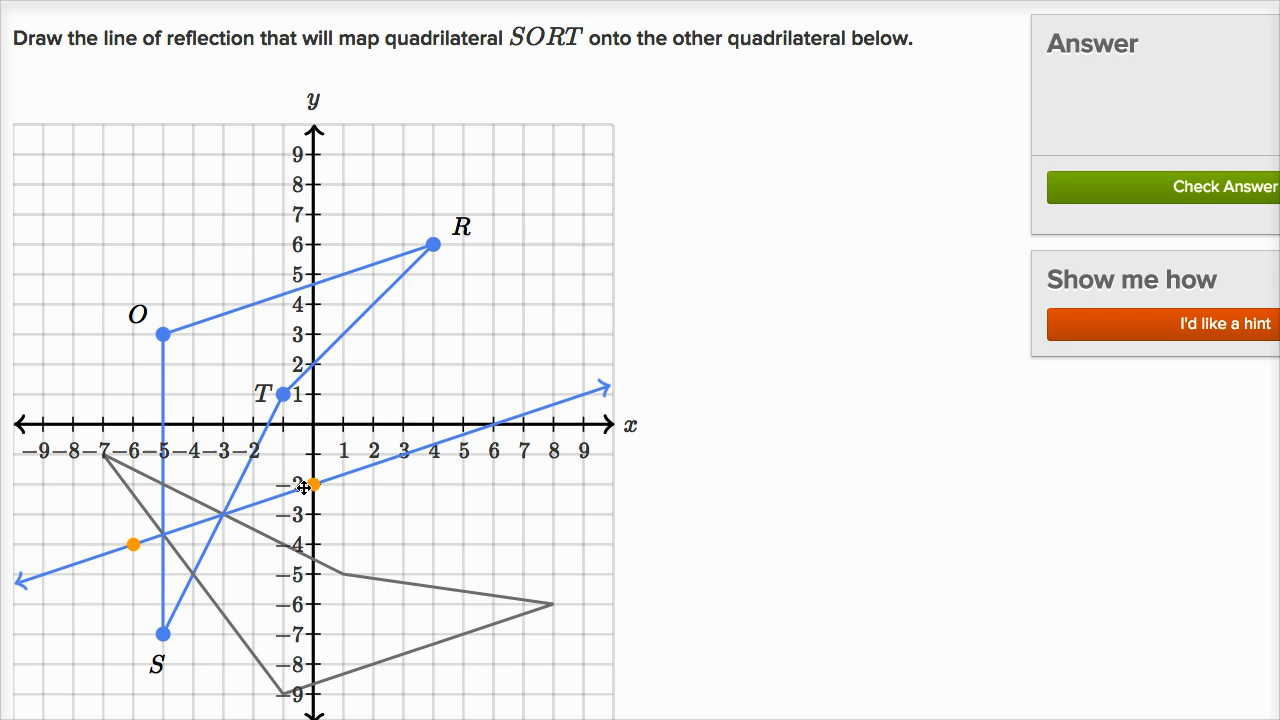 Draw the line of reflection that will map quadrilateral SORT onto the other quadrilateral below.
Answer
Check Answer
Show me how
I'd like a hint
y
9
8
7
6
5
4
3
2
1
R
O
T
x
−9 −8 −7 −6 −5 −4 −3 −2 1 2 3 4 5 6 7 8 9
−2
−3
−4
−5
−6
−7
−8
−9
S